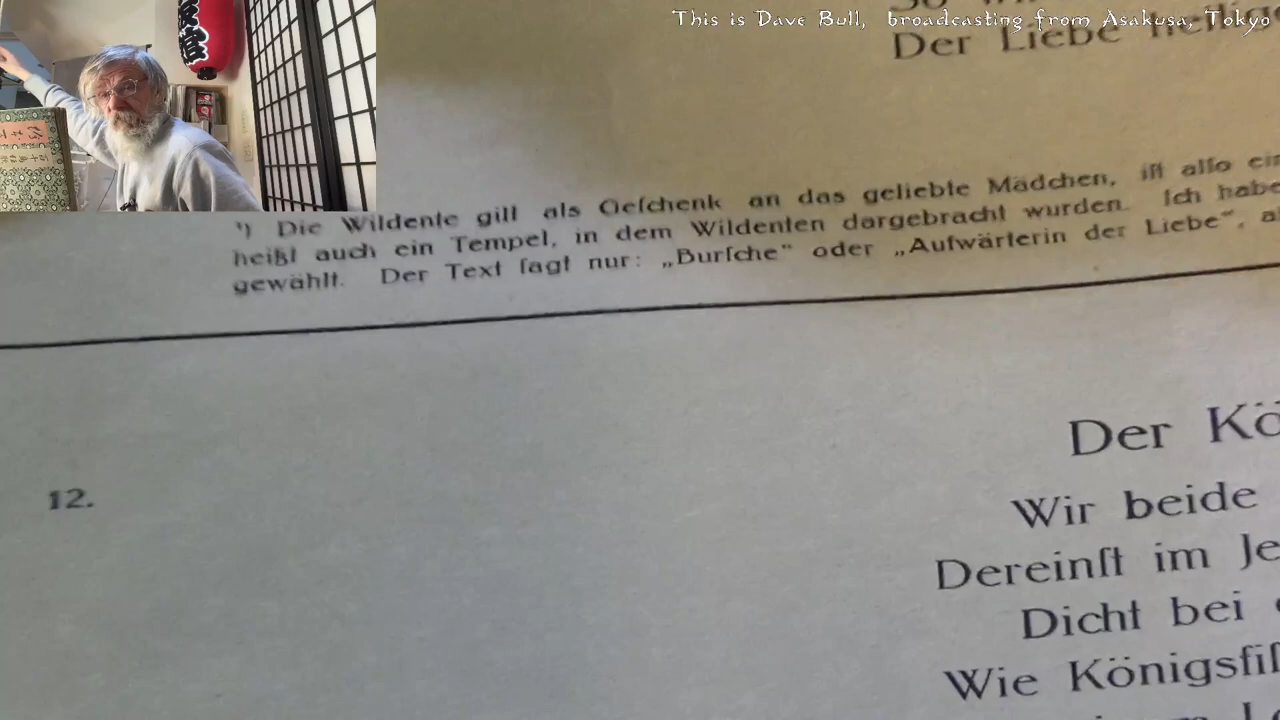 This is Dave Bull, broadcasting from Asakusa, Tokyo
Der Liebe heilige
¹) Die Wildente gilt als Geſchenk an das geliebte Mädchen, iſt alſo ein
heißt auch ein Tempel, in dem Wildenten dargebracht wurden. Ich habe
gewählt. Der Text ſagt nur: „Burſche“ oder „Aufwärterin der Liebe“,
Der Kö
12.
Wir beide
Dereinſt im Je
Dicht bei
Wie Königsfiſ